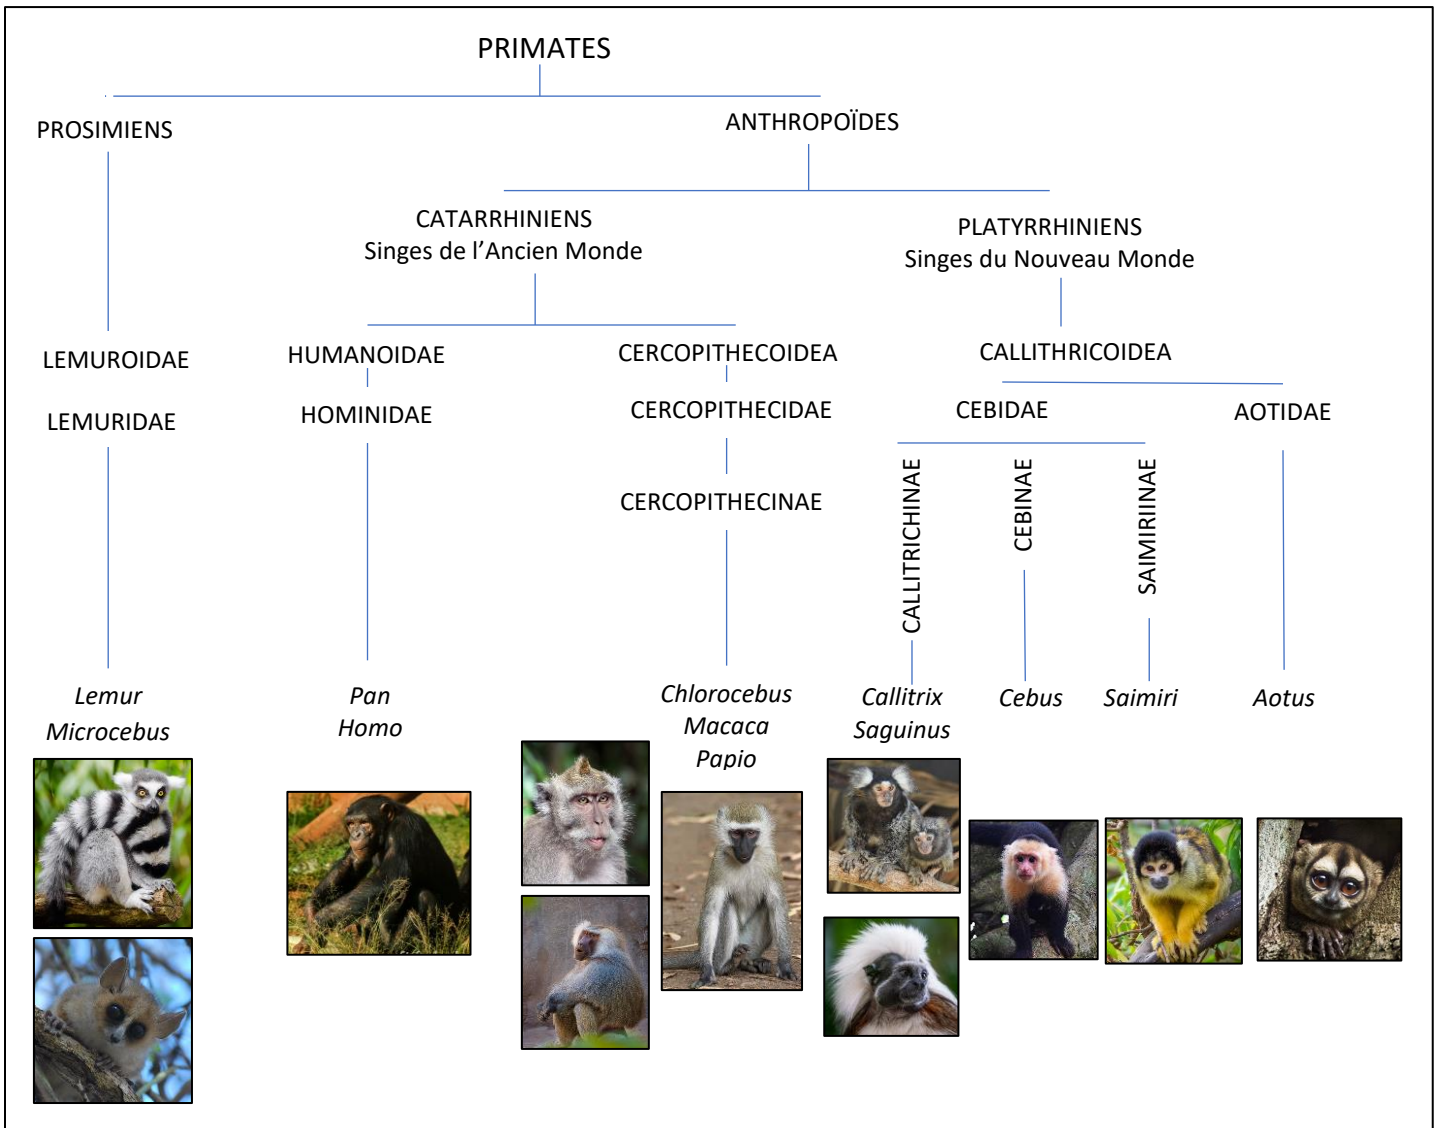 PRIMATES
PROSIMIENS
ANTHROPOÏDES
CATARRHINIENS
Singes de l’Ancien Monde
PLATYRRHINIENS
Singes du Nouveau Monde
LEMUROIDAE
HUMANOIDAE
CERCOPITHECOIDEA
CALLITHRICOIDEA
LEMURIDAE
HOMINIDAE
CERCOPITHECIDAE
CEBIDAE
AOTIDAE
CERCOPITHECINAE
CALLITRICHINAE
CEBINAE
SAIMIRIINAE
Lemur
Microcebus
Pan
Homo
Chlorocebus
Macaca
Papio
Callitrix
Saguinus
Cebus
Saimiri
Aotus